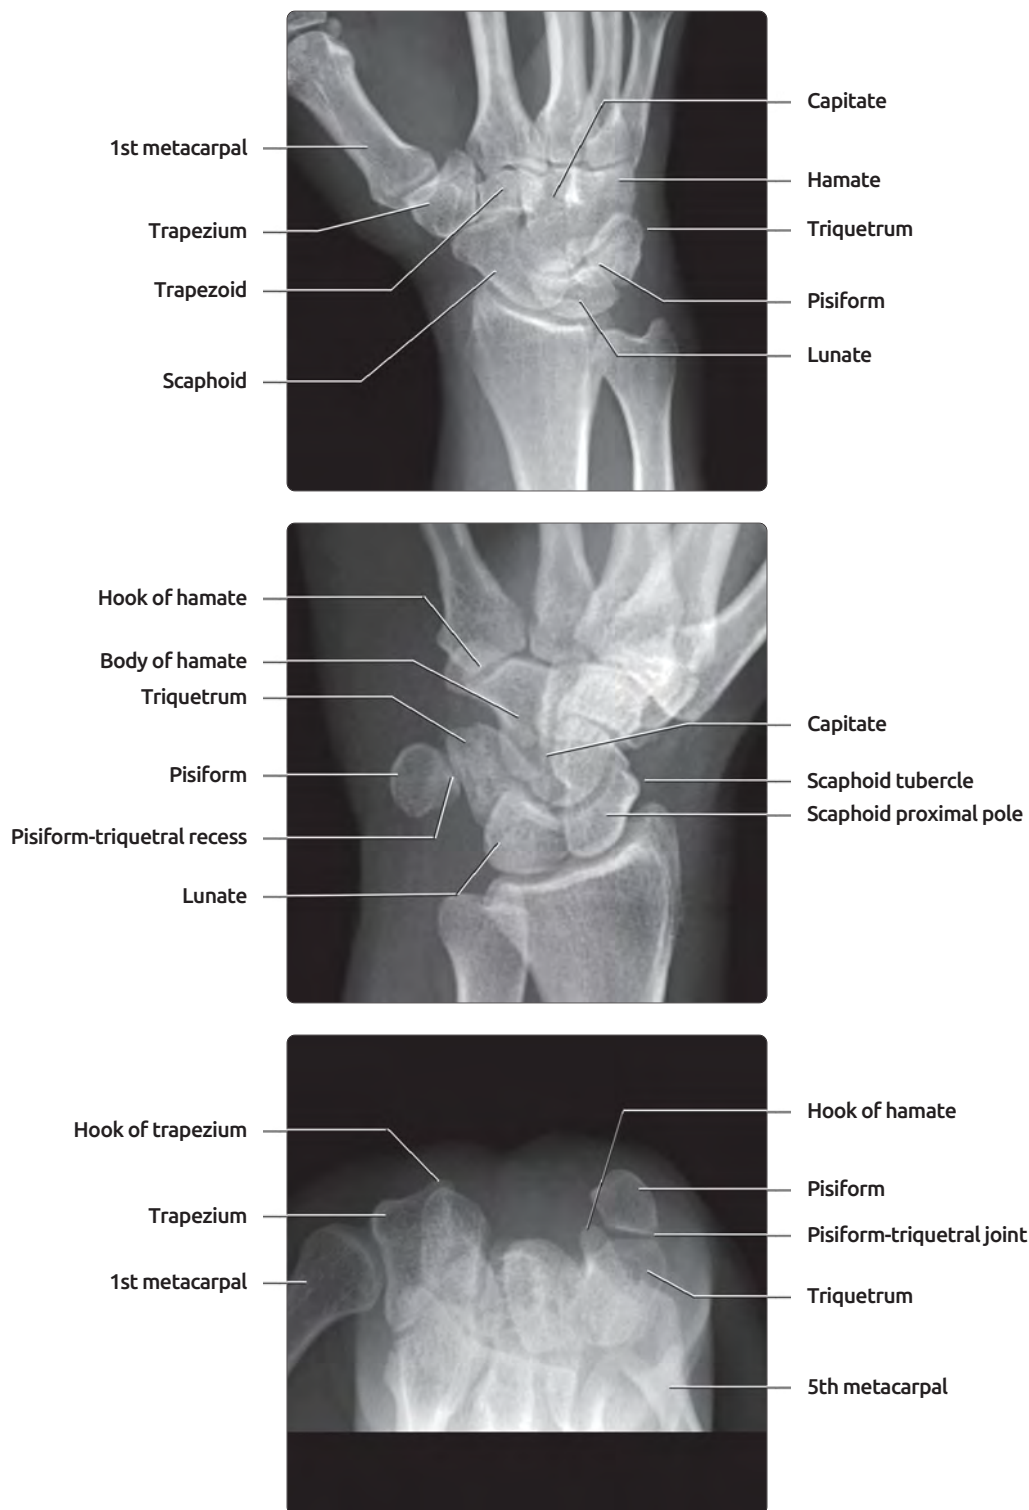 1st metacarpal
Trapezium
Trapezoid
Scaphoid
Capitate
Hamate
Triquetrum
Pisiform
Lunate
Hook of hamate
Body of hamate
Triquetrum
Pisiform
Pisiform-triquetral recess
Lunate
Capitate
Scaphoid tubercle
Scaphoid proximal pole
Hook of trapezium
Trapezium
1st metacarpal
Hook of hamate
Pisiform
Pisiform-triquetral joint
Triquetrum
5th metacarpal